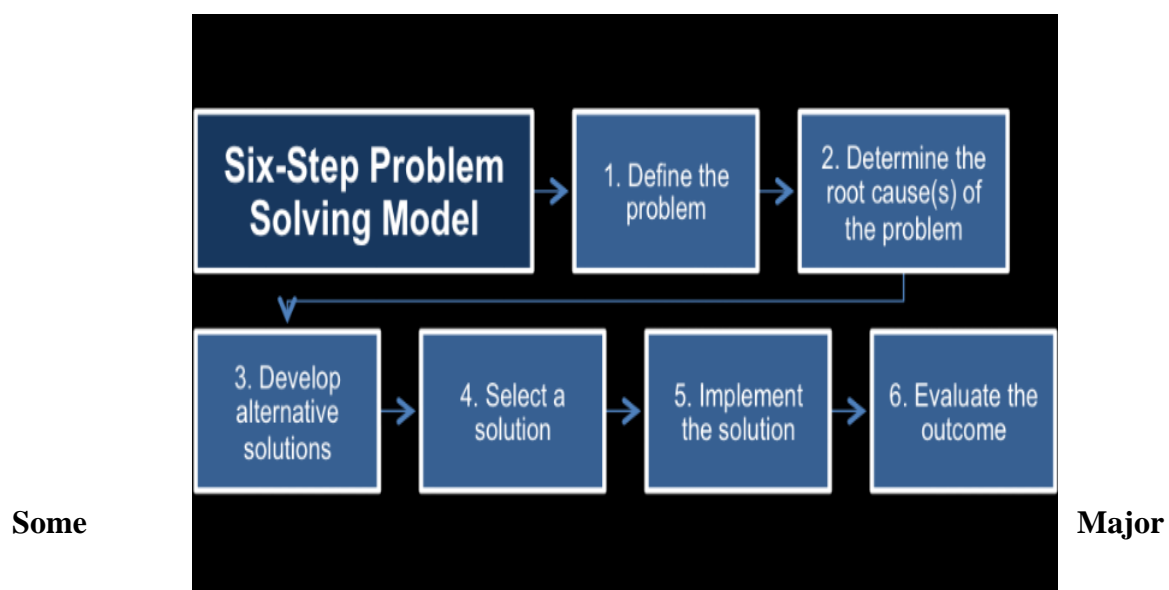 Six-Step Problem
Solving Model
1. Define the
problem
2. Determine the
root cause(s) of
the problem
3. Develop
alternative
solutions
4. Select a
solution
5. Implement
the solution
6. Evaluate the
outcome
Some Major